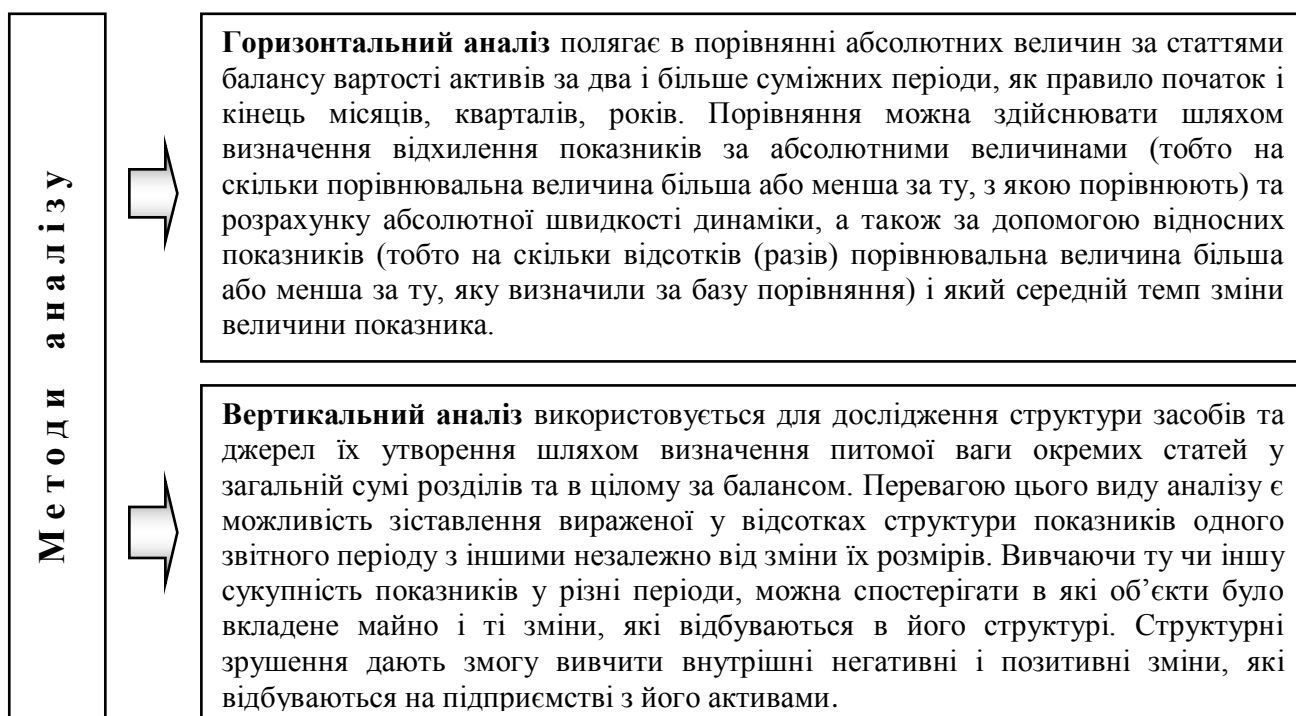 Методи аналізу
Горизонтальний аналіз полягає в порівнянні абсолютних величин за статтями
балансу вартості активів за два і більше суміжних періоди, як правило початок і
кінець місяців, кварталів, років. Порівняння можна здійснювати шляхом
визначення відхилення показників за абсолютними величинами (тобто на
скільки порівнювальна величина більша або менша за ту, з якою порівнюють) та
розрахунку абсолютної швидкості динаміки, а також за допомогою відносних
показників (тобто на скільки відсотків (разів) порівнювальна величина більша
або менша за ту, яку визначили за базу порівняння) і який середній темп зміни
величини показника.
Вертикальний аналіз використовується для дослідження структури засобів та
джерел їх утворення шляхом визначення питомої ваги окремих статей у
загальній сумі розділів та в цілому за балансом. Перевагою цього виду аналізу є
можливість зіставлення вираженої у відсотках структури показників одного
звітного періоду з іншими незалежно від зміни їх розмірів. Вивчаючи ту чи іншу
сукупність показників у різні періоди, можна спостерігати в які об’єкти було
вкладене майно і ті зміни, які відбуваються в його структурі. Структурні
зрушення дають змогу вивчити внутрішні негативні і позитивні зміни, які
відбуваються на підприємстві з його активами.